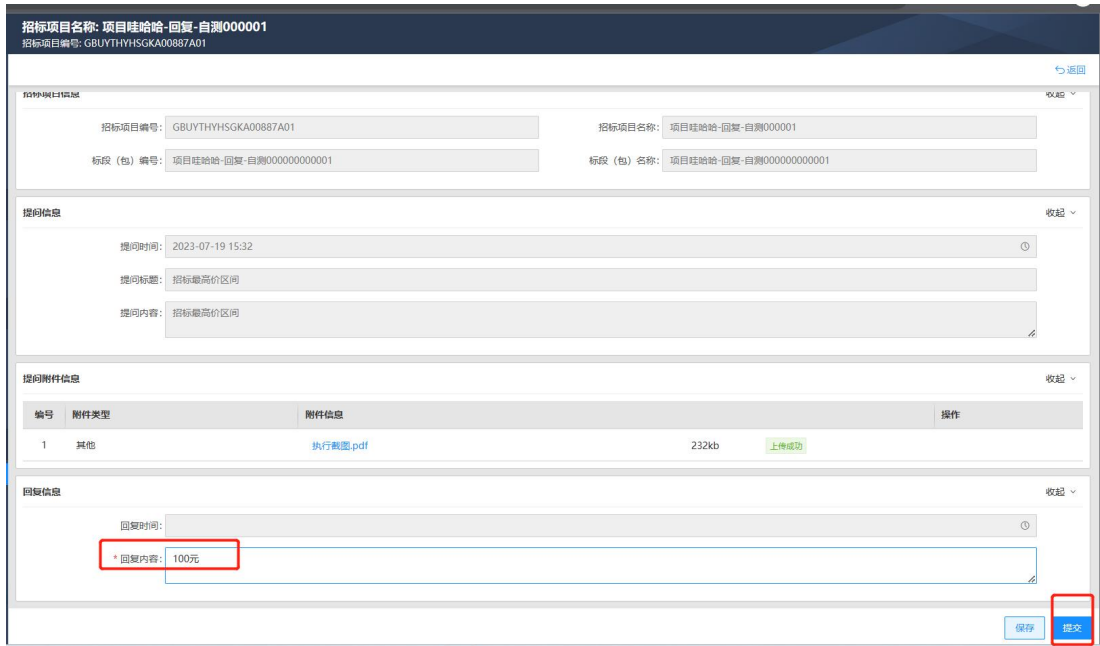 招标项目名称: 项目哇哈哈-回复-自测000001
招标项目编号: GBUYTHYHSGKA00887A01
返回
招标项目信息 收起
招标项目编号: GBUYTHYHSGKA00887A01 招标项目名称: 项目哇哈哈-回复-自测000001
标段（包）编号: 项目哇哈哈-回复-自测000000000001 标段（包）名称: 项目哇哈哈-回复-自测000000000001
提问信息 收起
提问时间: 2023-07-19 15:32
提问标题: 招标最高价区间
提问内容: 招标最高价区间
提问附件信息 收起
编号 附件类型 附件信息 操作
1 其他 执行截图.pdf 232kb 上传成功
回复信息 收起
回复时间:
* 回复内容: 100元
保存 提交